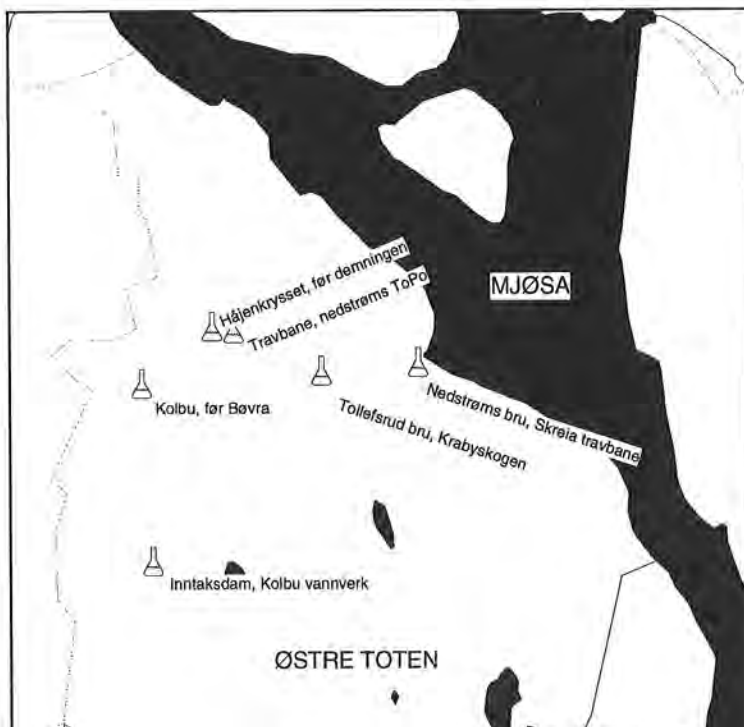 Håjenkrysset, før demningen
Travbane, nedstrøms ToPo
MJØSA
Kolbu, før Bøvra
Tollefsrud bru, Krabyskogen
Nedstrøms bru, Skreia travbane
Inntaksdam, Kolbu vannverk
ØSTRE TOTEN